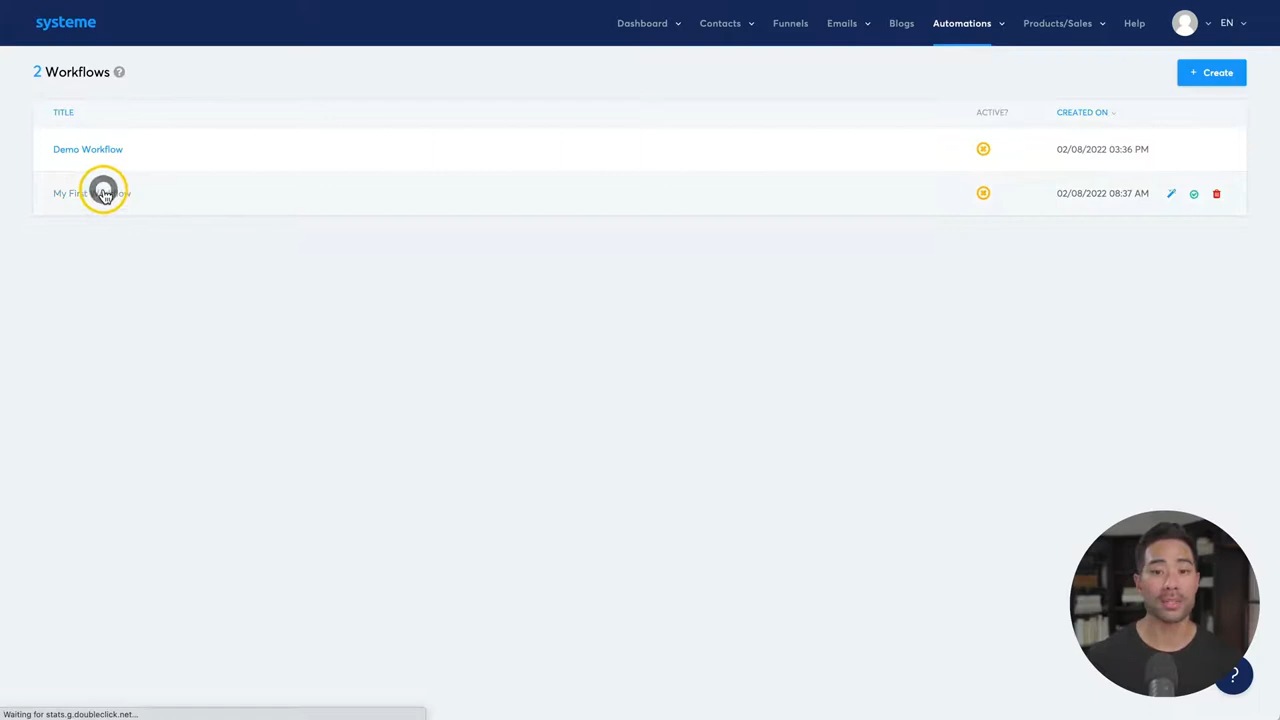 systeme
Dashboard Contacts Funnels Emails Blogs Automations Products/Sales Help EN
2 Workflows ?
+ Create
TITLE ACTIVE? CREATED ON
Demo Workflow 02/08/2022 03:36 PM
My First Workflow 02/08/2022 08:37 AM
?
Waiting for stats.g.doubleclick.net...